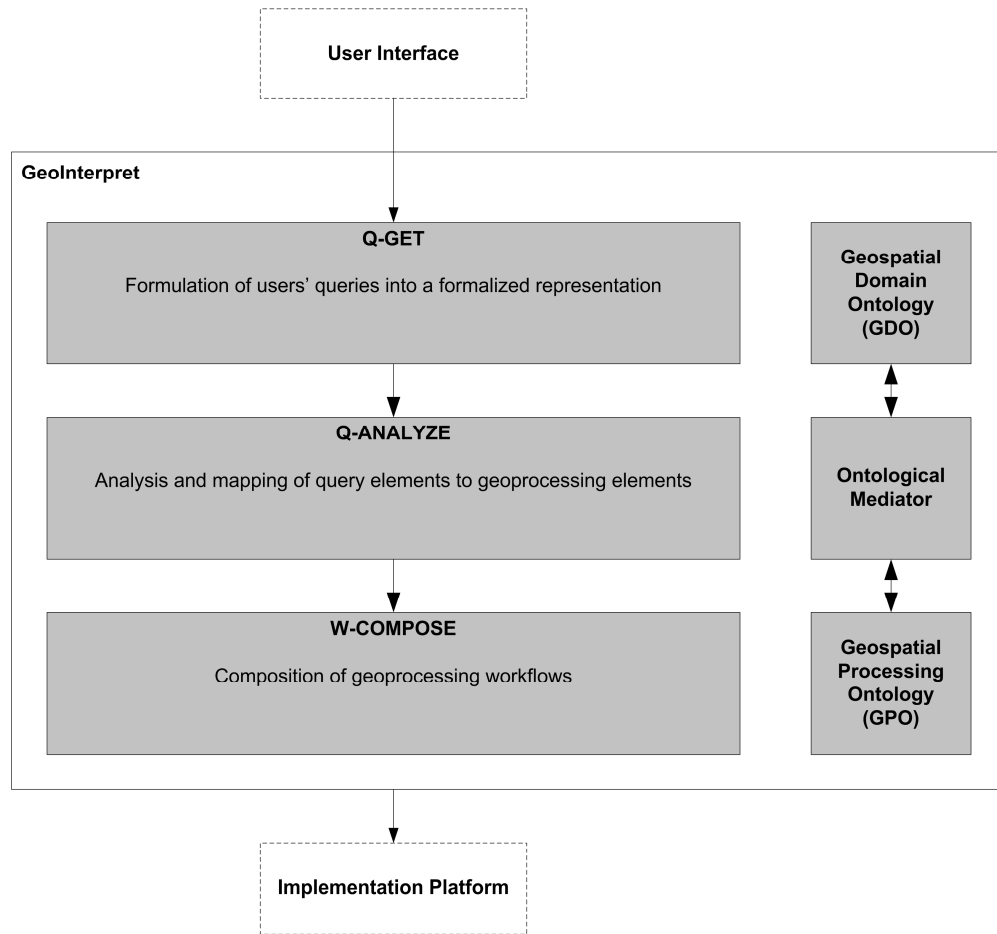 User Interface
GeoInterpret
Q-GET
Formulation of users’ queries into a formalized representation
Geospatial
Domain
Ontology
(GDO)
Q-ANALYZE
Analysis and mapping of query elements to geoprocessing elements
Ontological
Mediator
W-COMPOSE
Composition of geoprocessing workflows
Geospatial
Processing
Ontology
(GPO)
Implementation Platform